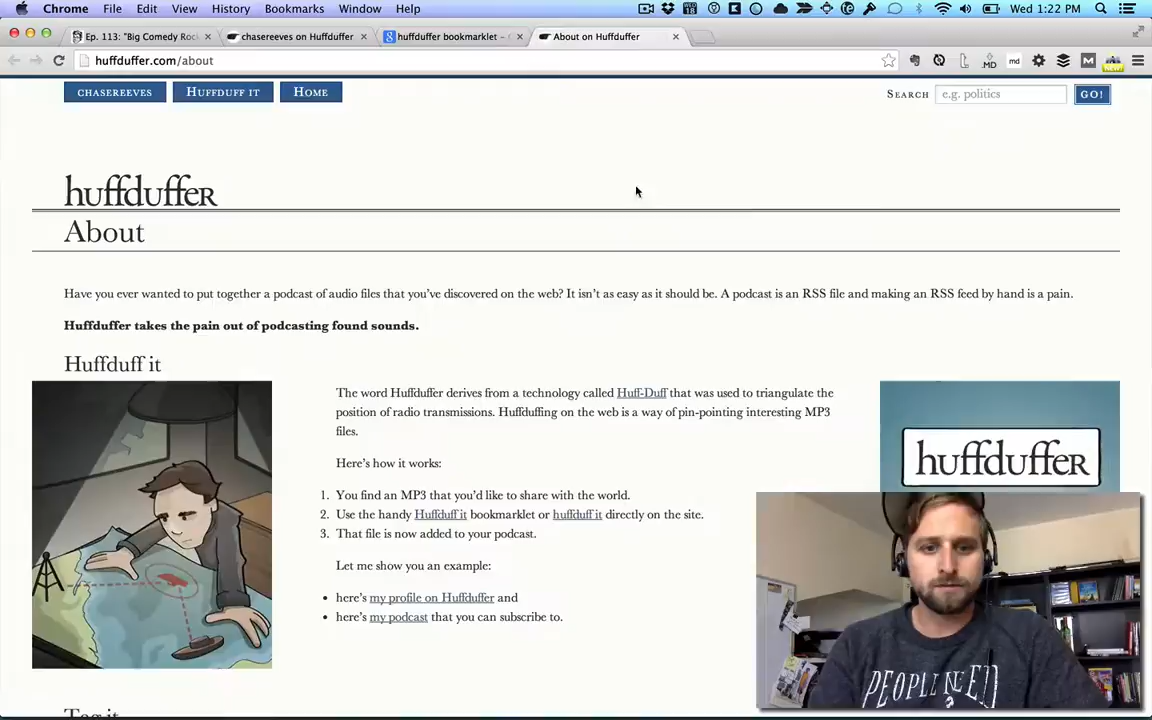 Chrome File Edit View History Bookmarks Window Help Wed 1:22 PM
Ep. 113: "Big Comedy Rock chasereeves on Huffduffer huffduffer bookmarklet – G About on Huffduffer
huffduffer.com/about
.MD md M
chasereeves Huffduff it Home Search e.g. politics GO!
huffduffer
About
Have you ever wanted to put together a podcast of audio files that you've discovered on the web? It isn't as easy as it should be. A podcast is an RSS file and making an RSS feed by hand is a pain.
Huffduffer takes the pain out of podcasting found sounds.
Huffduff it
The word Huffduffer derives from a technology called Huff-Duff that was used to triangulate the
position of radio transmissions. Huffduffing on the web is a way of pin-pointing interesting MP3
files.
huffduffer
Here's how it works:
1. You find an MP3 that you'd like to share with the world.
2. Use the handy Huffduff it bookmarklet or huffduff it directly on the site.
3. That file is now added to your podcast.
Let me show you an example:
• here's my profile on Huffduffer and
• here's my podcast that you can subscribe to.
PEOPLE NEED
Tag it